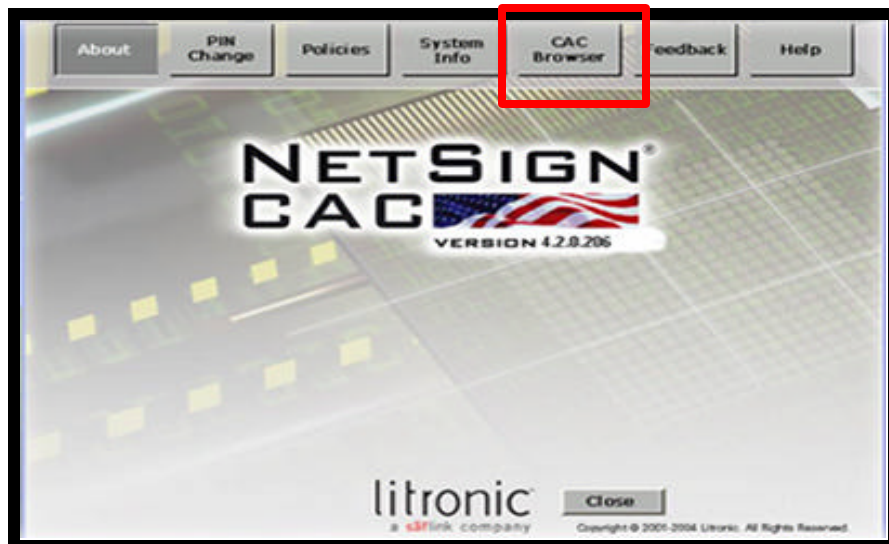 About
PIN Change
Policies
System Info
CAC Browser
Feedback
Help
NETSIGN®
CAC
VERSION 4.2.0.206
litronic
a SSPlink company
Close
Copyright © 2001-2004 Litronic. All Rights Reserved.